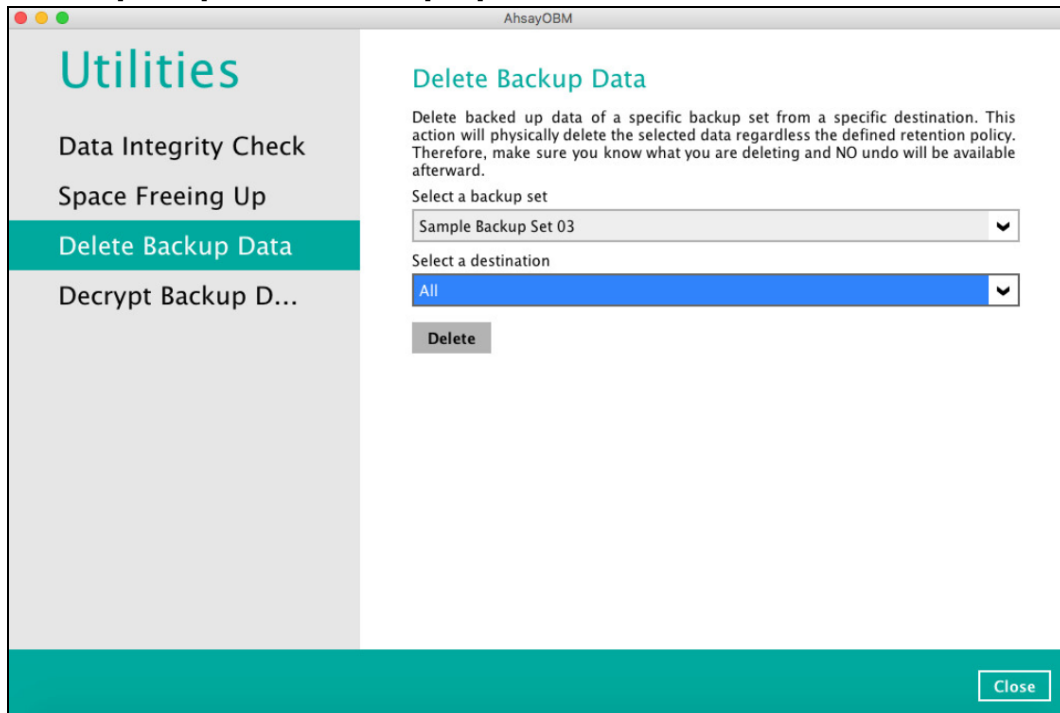 AhsayOBM
Utilities
Data Integrity Check
Space Freeing Up
Delete Backup Data
Decrypt Backup D...
Delete Backup Data
Delete backed up data of a specific backup set from a specific destination. This
action will physically delete the selected data regardless the defined retention policy.
Therefore, make sure you know what you are deleting and NO undo will be available
afterward.
Select a backup set
Sample Backup Set 03
Select a destination
All
Delete
Close